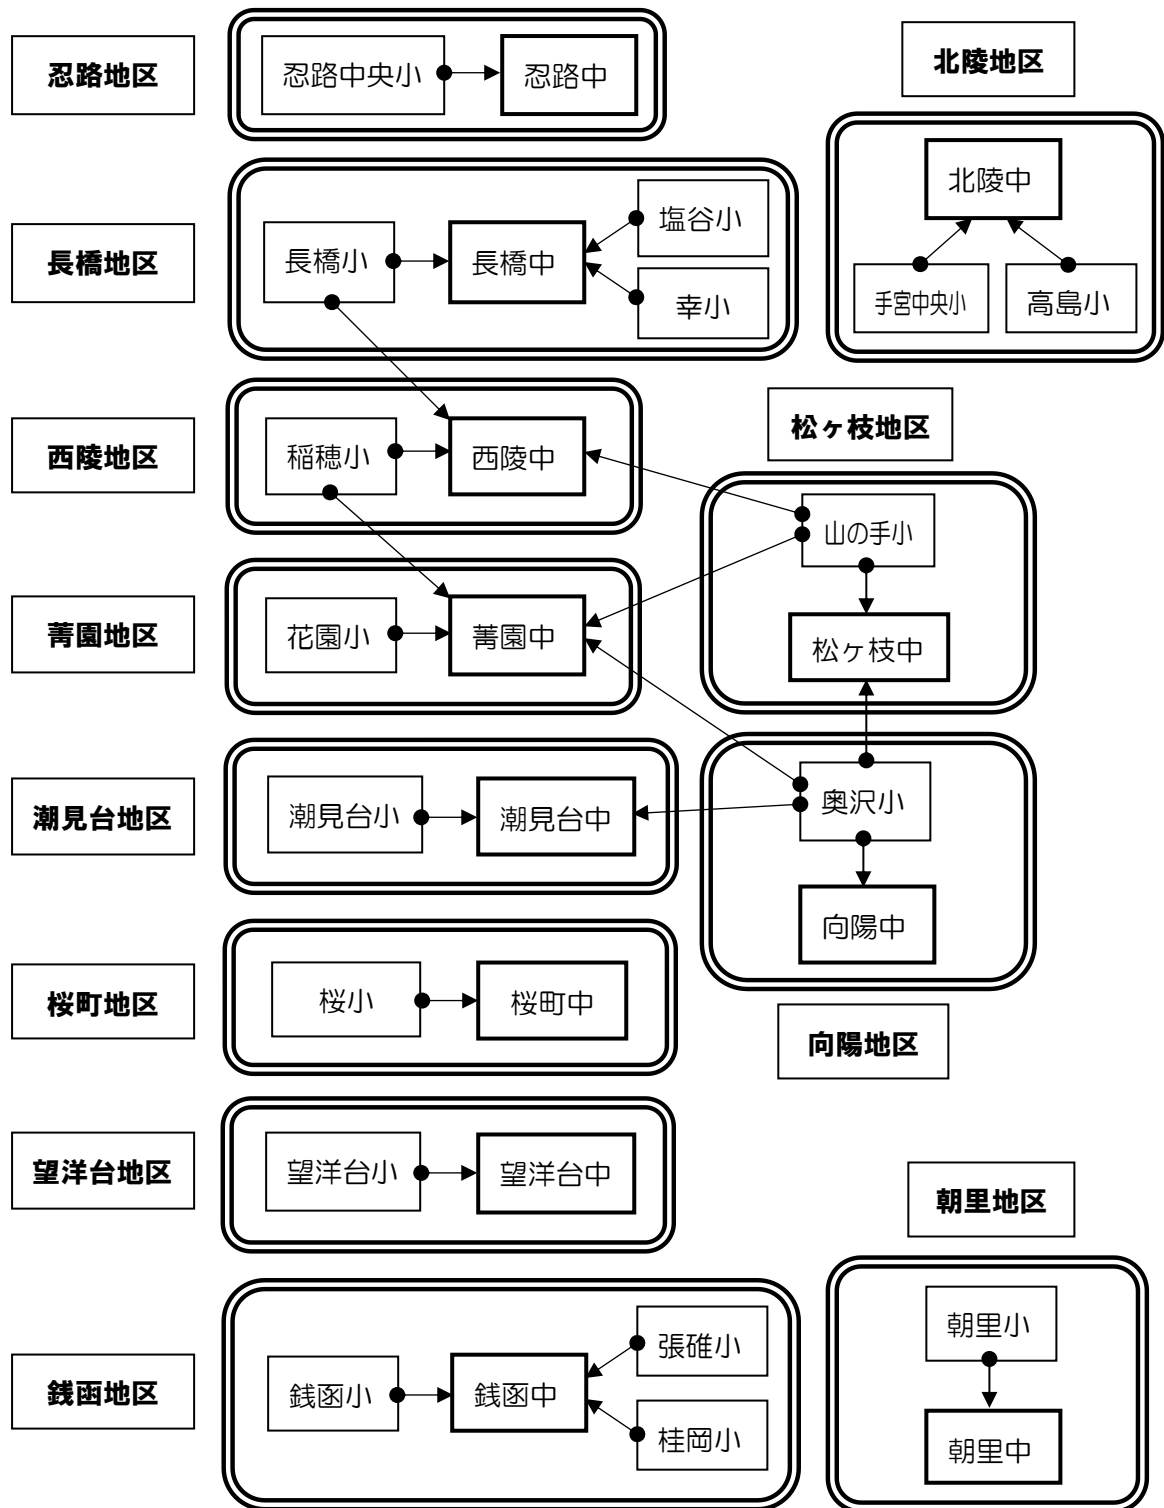 忍路地区
忍路中央小
忍路中
北陵地区
北陵中
手宮中央小
高島小
長橋地区
長橋小
長橋中
塩谷小
幸小
西陵地区
稲穂小
西陵中
松ヶ枝地区
山の手小
松ヶ枝中
菁園地区
花園小
菁園中
潮見台地区
潮見台小
潮見台中
奥沢小
向陽中
向陽地区
桜町地区
桜小
桜町中
望洋台地区
望洋台小
望洋台中
朝里地区
朝里小
朝里中
銭函地区
銭函小
銭函中
張碓小
桂岡小